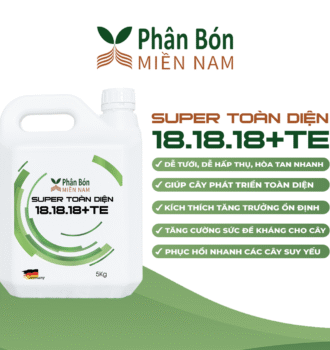 Phân Bón
MIỀN NAM
SUPER TOÀN DIỆN
18.18.18+TE
DỄ TƯỚI, DỄ HẤP THỤ, HÒA TAN NHANH
GIÚP CÂY PHÁT TRIỂN TOÀN DIỆN
KÍCH THÍCH TĂNG TRƯỞNG ỔN ĐỊNH
TĂNG CƯỜNG SỨC ĐỀ KHÁNG CHO CÂY
PHỤC HỒI NHANH CÁC CÂY SUY YẾU
Phân Bón
MIỀN NAM
SUPER TOÀN DIỆN
18.18.18+TE
Germany
5Kg